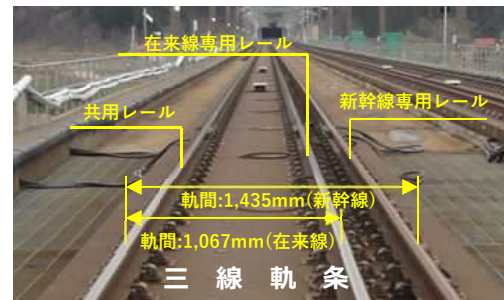 在来線専用レール
共用レール
新幹線専用レール
軌間:1,435mm(新幹線)
軌間:1,067mm(在来線)
三線軌条